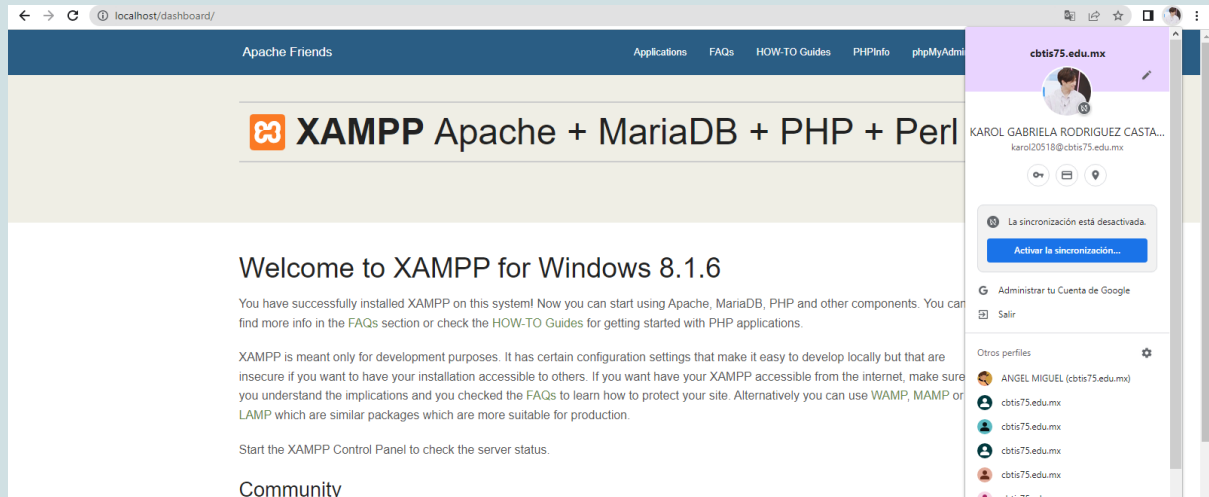 localhost/dashboard/
Apache Friends
Applications FAQs HOW-TO Guides PHPInfo
XAMPP Apache + MariaDB + PHP + Perl
Welcome to XAMPP for Windows 8.1.6
You have successfully installed XAMPP on this system! Now you can start using Apache, MariaDB, PHP and other components. You can
find more info in the FAQs section or check the HOW-TO Guides for getting started with PHP applications.
XAMPP is meant only for development purposes. It has certain configuration settings that make it easy to develop locally but that are
insecure if you want to have your installation accessible to others. If you want have your XAMPP accessible from the internet, make sure
you understand the implications and you checked the FAQs to learn how to protect your site. Alternatively you can use WAMP, MAMP or
LAMP which are similar packages which are more suitable for production.
Start the XAMPP Control Panel to check the server status.
Community
cbtis75.edu.mx
KAROL GABRIELA RODRIGUEZ CASTA...
karol20518@cbtis75.edu.mx
La sincronización está desactivada.
Activar la sincronización...
Administrar tu Cuenta de Google
Salir
Otros perfiles
ANGEL MIGUEL (cbtis75.edu.mx)
cbtis75.edu.mx
cbtis75.edu.mx
cbtis75.edu.mx
cbtis75.edu.mx